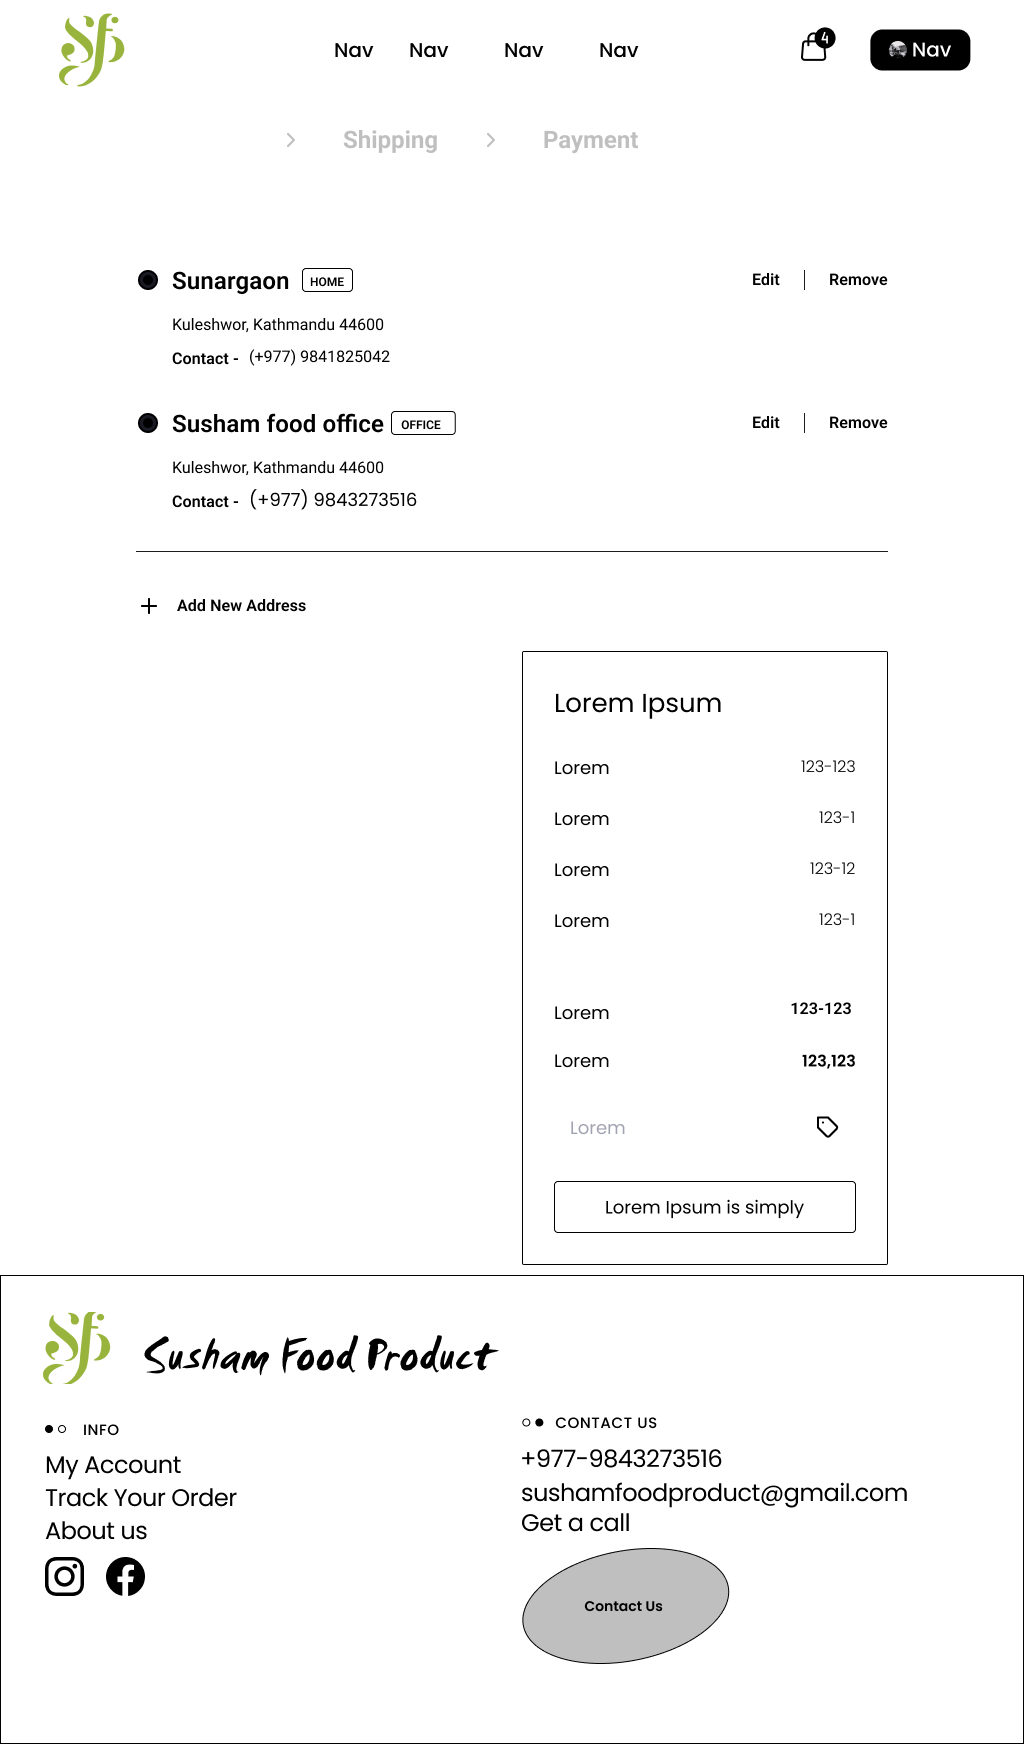 Nav Nav Nav Nav 4 Nav
Shipping Payment
Sunargaon HOME Edit Remove
Kuleshwor, Kathmandu 44600
Contact - (+977) 9841825042
Susham food office OFFICE Edit Remove
Kuleshwor, Kathmandu 44600
Contact - (+977) 9843273516
Add New Address
Lorem Ipsum
Lorem 123-123
Lorem 123-1
Lorem 123-12
Lorem 123-1
Lorem 123-123
Lorem 123,123
Lorem
Lorem Ipsum is simply
Sfp
Susham Food Product
INFO
My Account
Track Your Order
About us
CONTACT US
+977-9843273516
sushamfoodproduct@gmail.com
Get a call
Contact Us